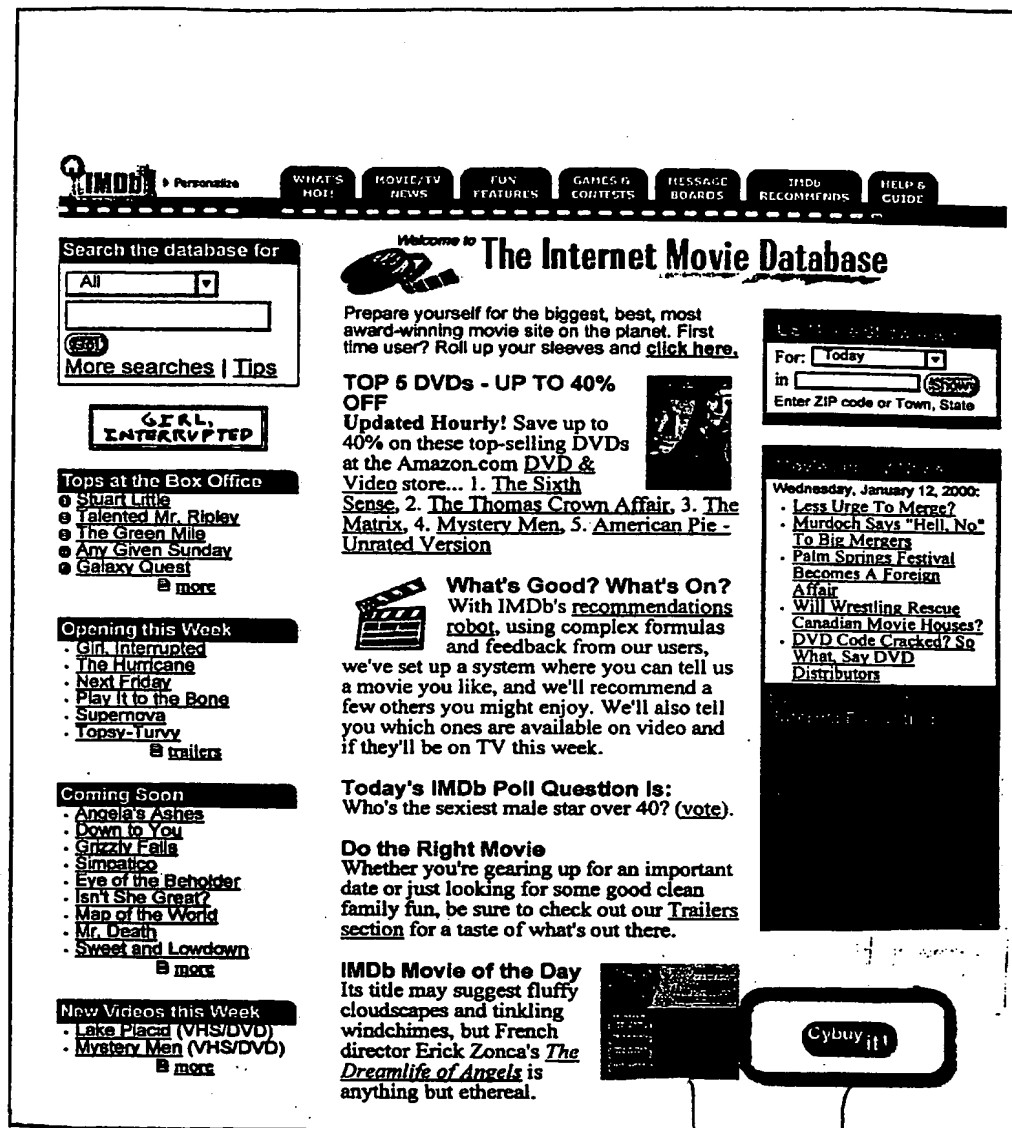 IMDb
Personalize
WHAT'S HOT!
MOVIE/TV NEWS
FUN FEATURES
GAMES & CONTESTS
MESSAGE BOARDS
IMDb RECOMMENDS
HELP & GUIDE
Search the database for
All
Go!
More searches | Tips
GIRL,
INTERRUPTED
Tops at the Box Office
Stuart Little
Talented Mr. Ripley
The Green Mile
Any Given Sunday
Galaxy Quest
more
Opening this Week
Girl, Interrupted
The Hurricane
Next Friday
Play It to the Bone
Supernova
Topsy-Turvy
trailers
Coming Soon
Angela's Ashes
Down to You
Grizzly Falls
Simpatico
Eye of the Beholder
Isn't She Great?
Map of the World
Mr. Death
Sweet and Lowdown
more
New Videos this Week
Lake Placid (VHS/DVD)
Mystery Men (VHS/DVD)
more
Welcome to The Internet Movie Database
Prepare yourself for the biggest, best, most
award-winning movie site on the planet. First
time user? Roll up your sleeves and click here.
TOP 5 DVDs - UP TO 40%
OFF
Updated Hourly! Save up to
40% on these top-selling DVDs
at the Amazon.com DVD &
Video store... 1. The Sixth
Sense, 2. The Thomas Crown Affair, 3. The
Matrix, 4. Mystery Men, 5. American Pie -
Unrated Version
What's Good? What's On?
With IMDb's recommendations
robot, using complex formulas
and feedback from our users,
we've set up a system where you can tell us
a movie you like, and we'll recommend a
few others you might enjoy. We'll also tell
you which ones are available on video and
if they'll be on TV this week.
Today's IMDb Poll Question Is:
Who's the sexiest male star over 40? (vote).
Do the Right Movie
Whether you're gearing up for an important
date or just looking for some good clean
family fun, be sure to check out our Trailers
section for a taste of what's out there.
IMDb Movie of the Day
Its title may suggest fluffy
cloudscapes and tinkling
windchimes, but French
director Erick Zonca's The
Dreamlife of Angels is
anything but ethereal.
For: Today
in
Enter ZIP code or Town, State
Wednesday, January 12, 2000:
Less Urge To Merge?
Murdoch Says "Hell, No"
To Big Mergers
Palm Springs Festival
Becomes A Foreign
Affair
Will Wrestling Rescue
Canadian Movie Houses?
DVD Code Cracked? So
What, Say DVD
Distributors
Cybuy it!